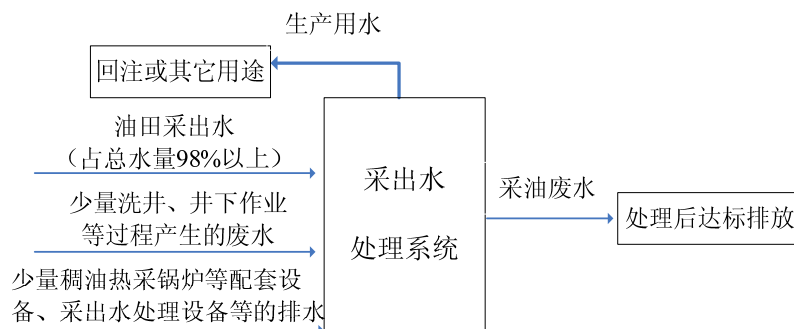 生产用水
回注或其它用途
油田采出水
（占总水量98%以上）
少量洗井、井下作业
等过程产生的废水
少量稠油热采锅炉等配套设
备、采出水处理设备等的排水
采出水
处理系统
采油废水
处理后达标排放